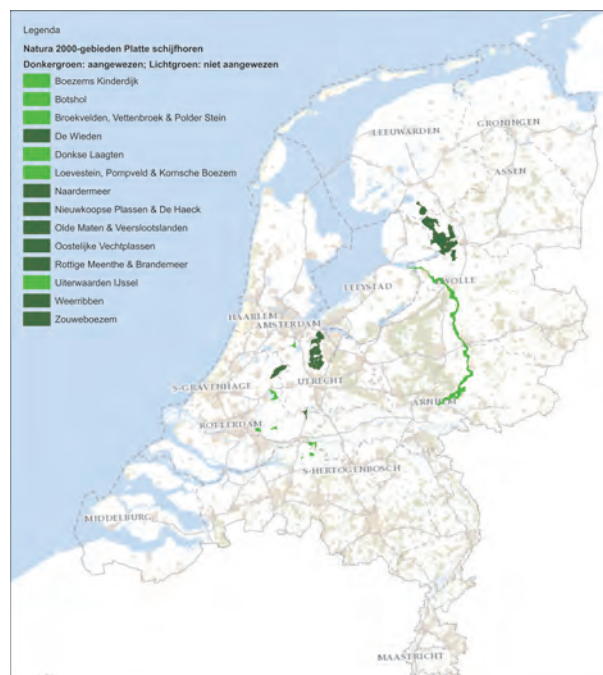 Legenda
Natura 2000-gebieden Platte schijfhoren
Donkergroen: aangewezen; Lichtgroen: niet aangewezen
Boezems Kinderdijk
Botshol
Broekvelden, Vettenbroek & Polder Stein
De Wieden
Donkse Laagten
Loevestein, Pompveld & Kornsche Boezem
Naardermeer
Nieuwkoopse Plassen & De Haeck
Olde Maten & Veerslootslanden
Oostelijke Vechtplassen
Rottige Meenthe & Brandemeer
Uiterwaarden IJssel
Weerribben
Zouweboezem
LEEUWARDEN
GRONINGEN
ASSEN
LELYSTAD
ZWOLLE
HAARLEM
AMSTERDAM
S-GRAVENHAGE
UTRECHT
ARNHEM
ROTTERDAM
S-HERTOGENBOSCH
MIDDELBURG
MAASTRICHT